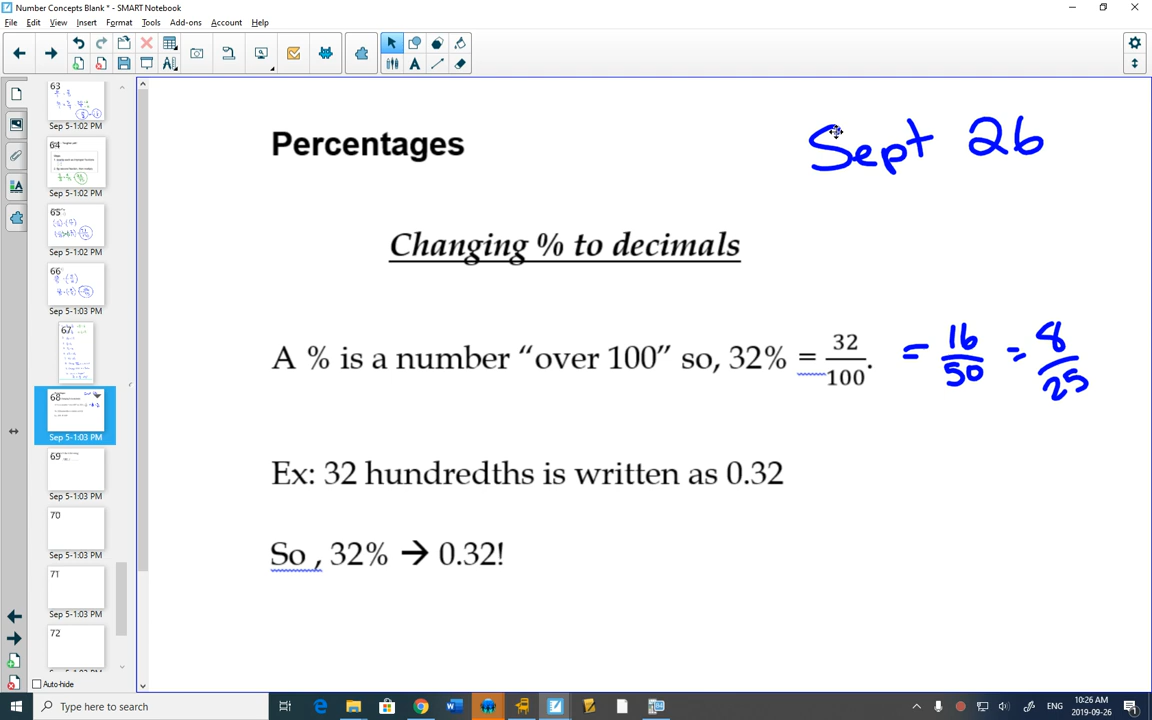 Number Concepts Blank * - SMART Notebook
File Edit View Insert Format Tools Add-ons Account Help
63
Sep 5-1:02 PM
64
Sep 5-1:02 PM
65
Sep 5-1:02 PM
66
Sep 5-1:03 PM
67
68
Sep 5-1:03 PM
69
Sep 5-1:03 PM
70
Sep 5-1:03 PM
71
Sep 5-1:03 PM
72
Auto-hide
Percentages
Sept 26
Changing % to decimals
A % is a number “over 100” so, 32% = 32/100. = 16/50 = 8/25
Ex: 32 hundredths is written as 0.32
So , 32% → 0.32!
Type here to search
ENG
10:26 AM
2019-09-26